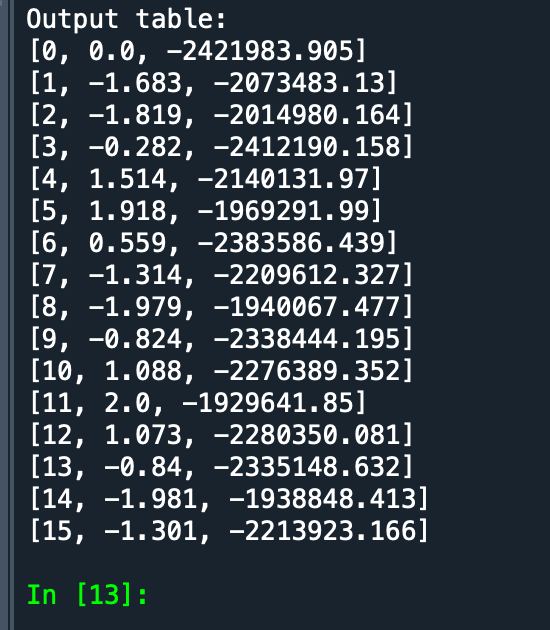 Output table:
[0, 0.0, -2421983.905]
[1, -1.683, -2073483.13]
[2, -1.819, -2014980.164]
[3, -0.282, -2412190.158]
[4, 1.514, -2140131.97]
[5, 1.918, -1969291.99]
[6, 0.559, -2383586.439]
[7, -1.314, -2209612.327]
[8, -1.979, -1940067.477]
[9, -0.824, -2338444.195]
[10, 1.088, -2276389.352]
[11, 2.0, -1929641.85]
[12, 1.073, -2280350.081]
[13, -0.84, -2335148.632]
[14, -1.981, -1938848.413]
[15, -1.301, -2213923.166]
In [13]: